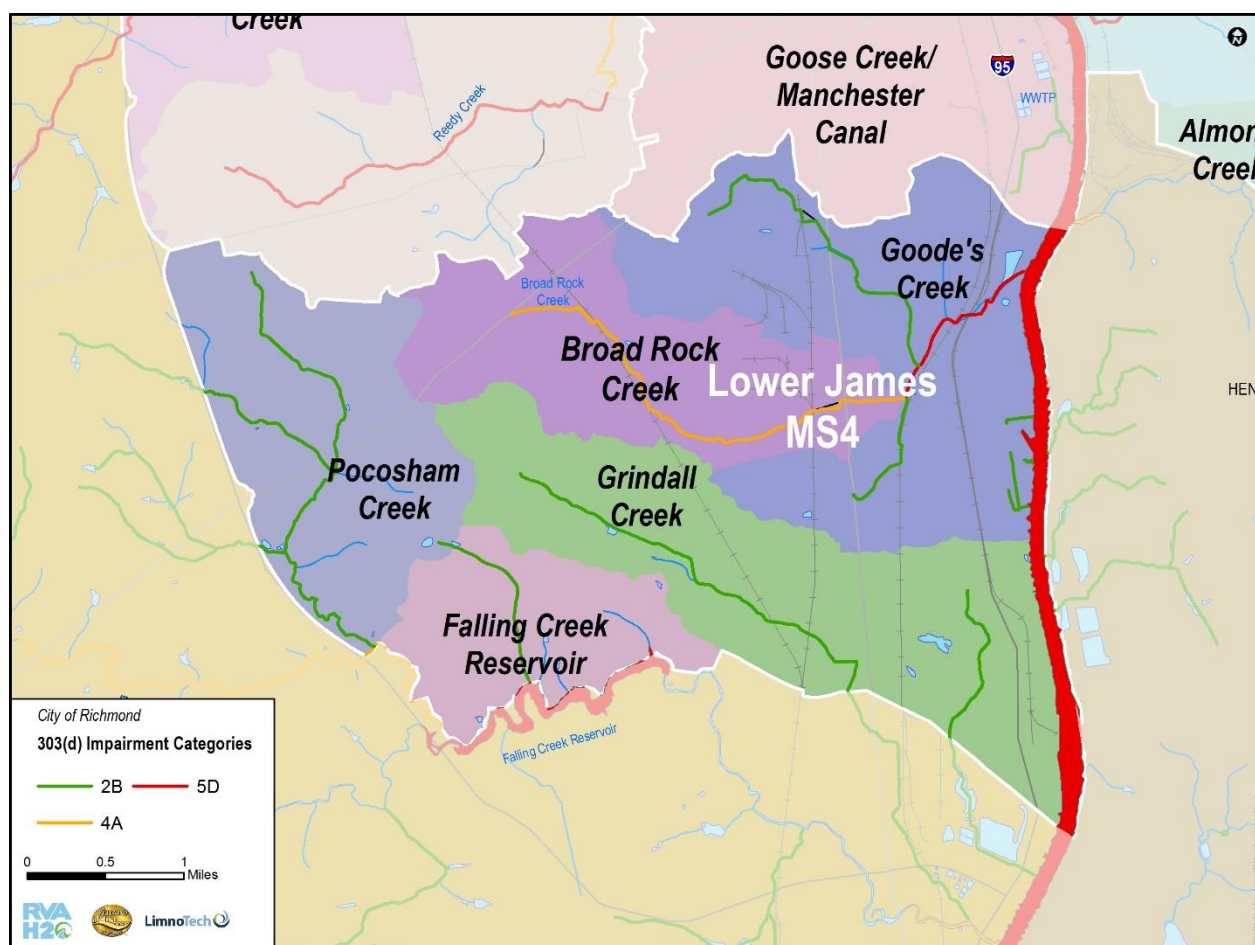 Creek
Goose Creek/
Manchester
Canal
95
N
WWTP
Almon
Creek
Reedy Creek
Goode's
Creek
Broad Rock
Creek
Broad Rock
Creek
Lower James
MS4
HEN
Pocosham
Creek
Grindall
Creek
Falling Creek
Reservoir
Falling Creek Reservoir
City of Richmond
303(d) Impairment Categories
2B 5D
4A
0 0.5 1
Miles
RVA
H2O
LimnoTech